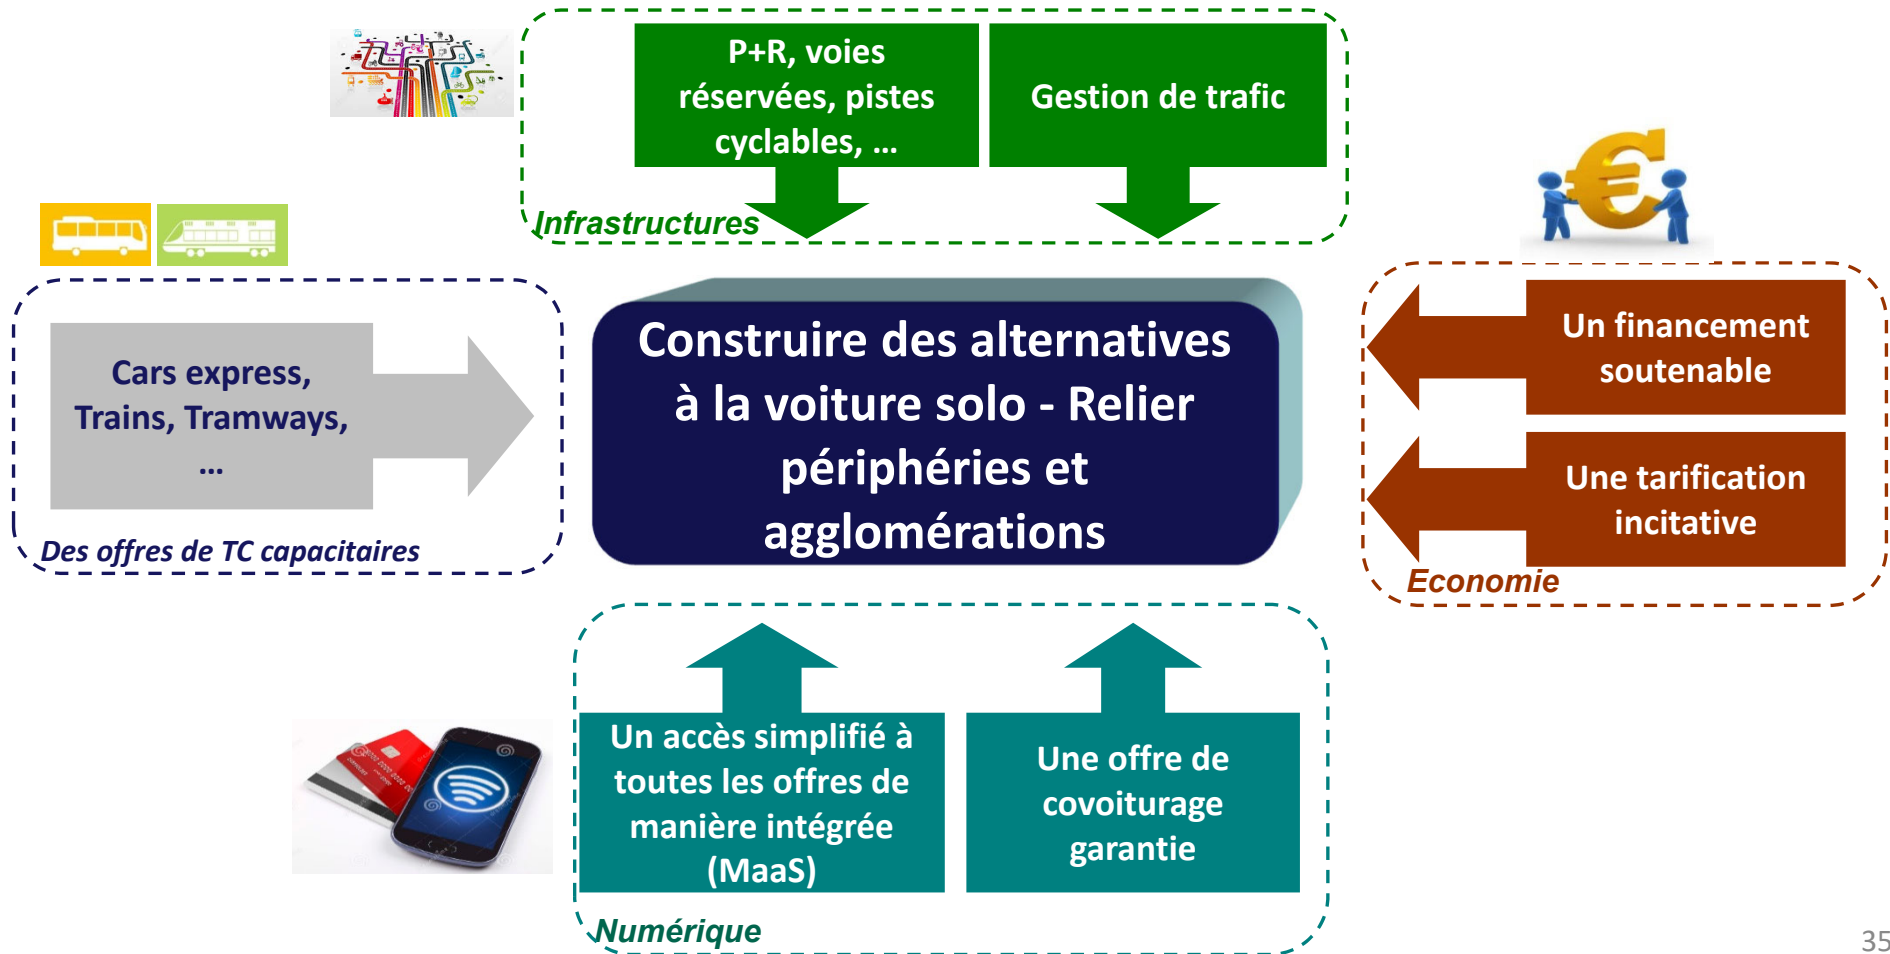 P+R, voies
réservées, pistes
cyclables, …
Gestion de trafic
Infrastructures
Cars express,
Trains, Tramways,
…
Des offres de TC capacitaires
Construire des alternatives
à la voiture solo - Relier
périphéries et
agglomérations
Un financement
soutenable
Une tarification
incitative
Economie
Un accès simplifié à
toutes les offres de
manière intégrée
(MaaS)
Une offre de
covoiturage
garantie
Numérique
35